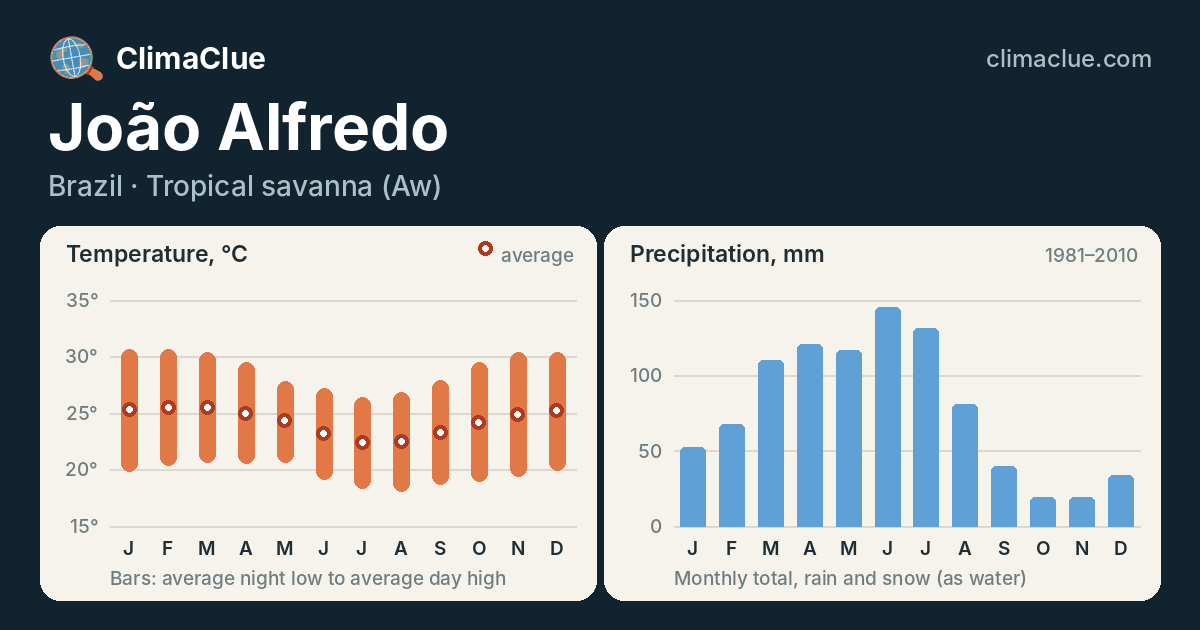 ClimaClue
climaclue.com
João Alfredo
Brazil · Tropical savanna (Aw)
Temperature, °C
average
35°
30°
25°
20°
15°
J F M A M J J A S O N D
Bars: average night low to average day high
Precipitation, mm
1981–2010
150
100
50
0
J F M A M J J A S O N D
Monthly total, rain and snow (as water)